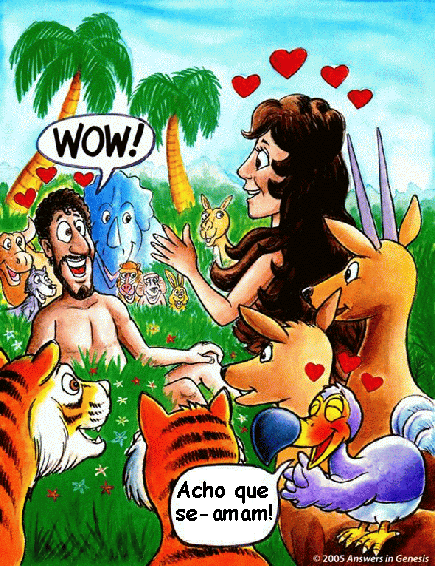 WOW!
Acho que
se-amam!
© 2005 Answers in Genesis